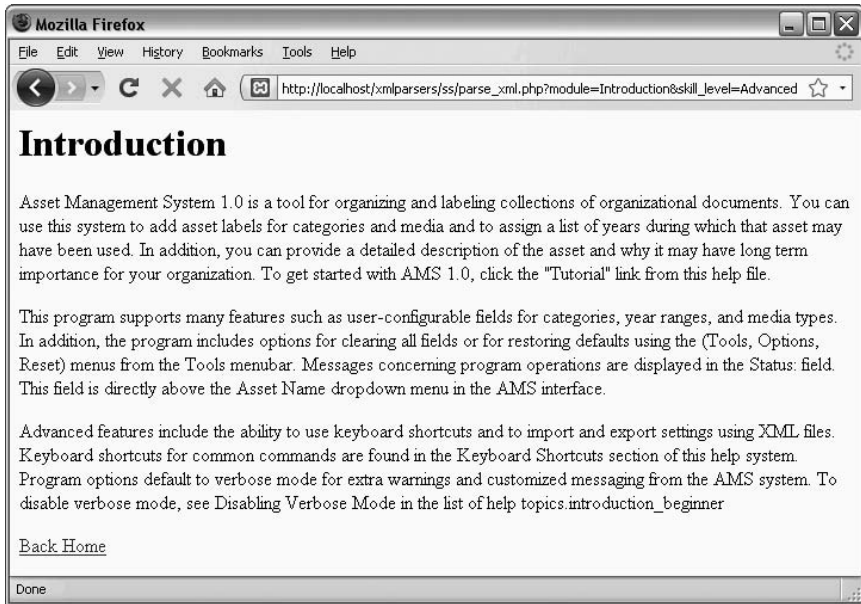 Mozilla Firefox
File Edit View History Bookmarks Tools Help
http://localhost/xmlparsers/ss/parse_xml.php?module=Introduction&skill_level=Advanced
Introduction
Asset Management System 1.0 is a tool for organizing and labeling collections of organizational documents. You can
use this system to add asset labels for categories and media and to assign a list of years during which that asset may
have been used. In addition, you can provide a detailed description of the asset and why it may have long term
importance for your organization. To get started with AMS 1.0, click the "Tutorial" link from this help file.
This program supports many features such as user-configurable fields for categories, year ranges, and media types.
In addition, the program includes options for clearing all fields or for restoring defaults using the (Tools, Options,
Reset) menus from the Tools menubar. Messages concerning program operations are displayed in the Status: field.
This field is directly above the Asset Name dropdown menu in the AMS interface.
Advanced features include the ability to use keyboard shortcuts and to import and export settings using XML files.
Keyboard shortcuts for common commands are found in the Keyboard Shortcuts section of this help system.
Program options default to verbose mode for extra warnings and customized messaging from the AMS system. To
disable verbose mode, see Disabling Verbose Mode in the list of help topics.introduction_beginner
Back Home
Done